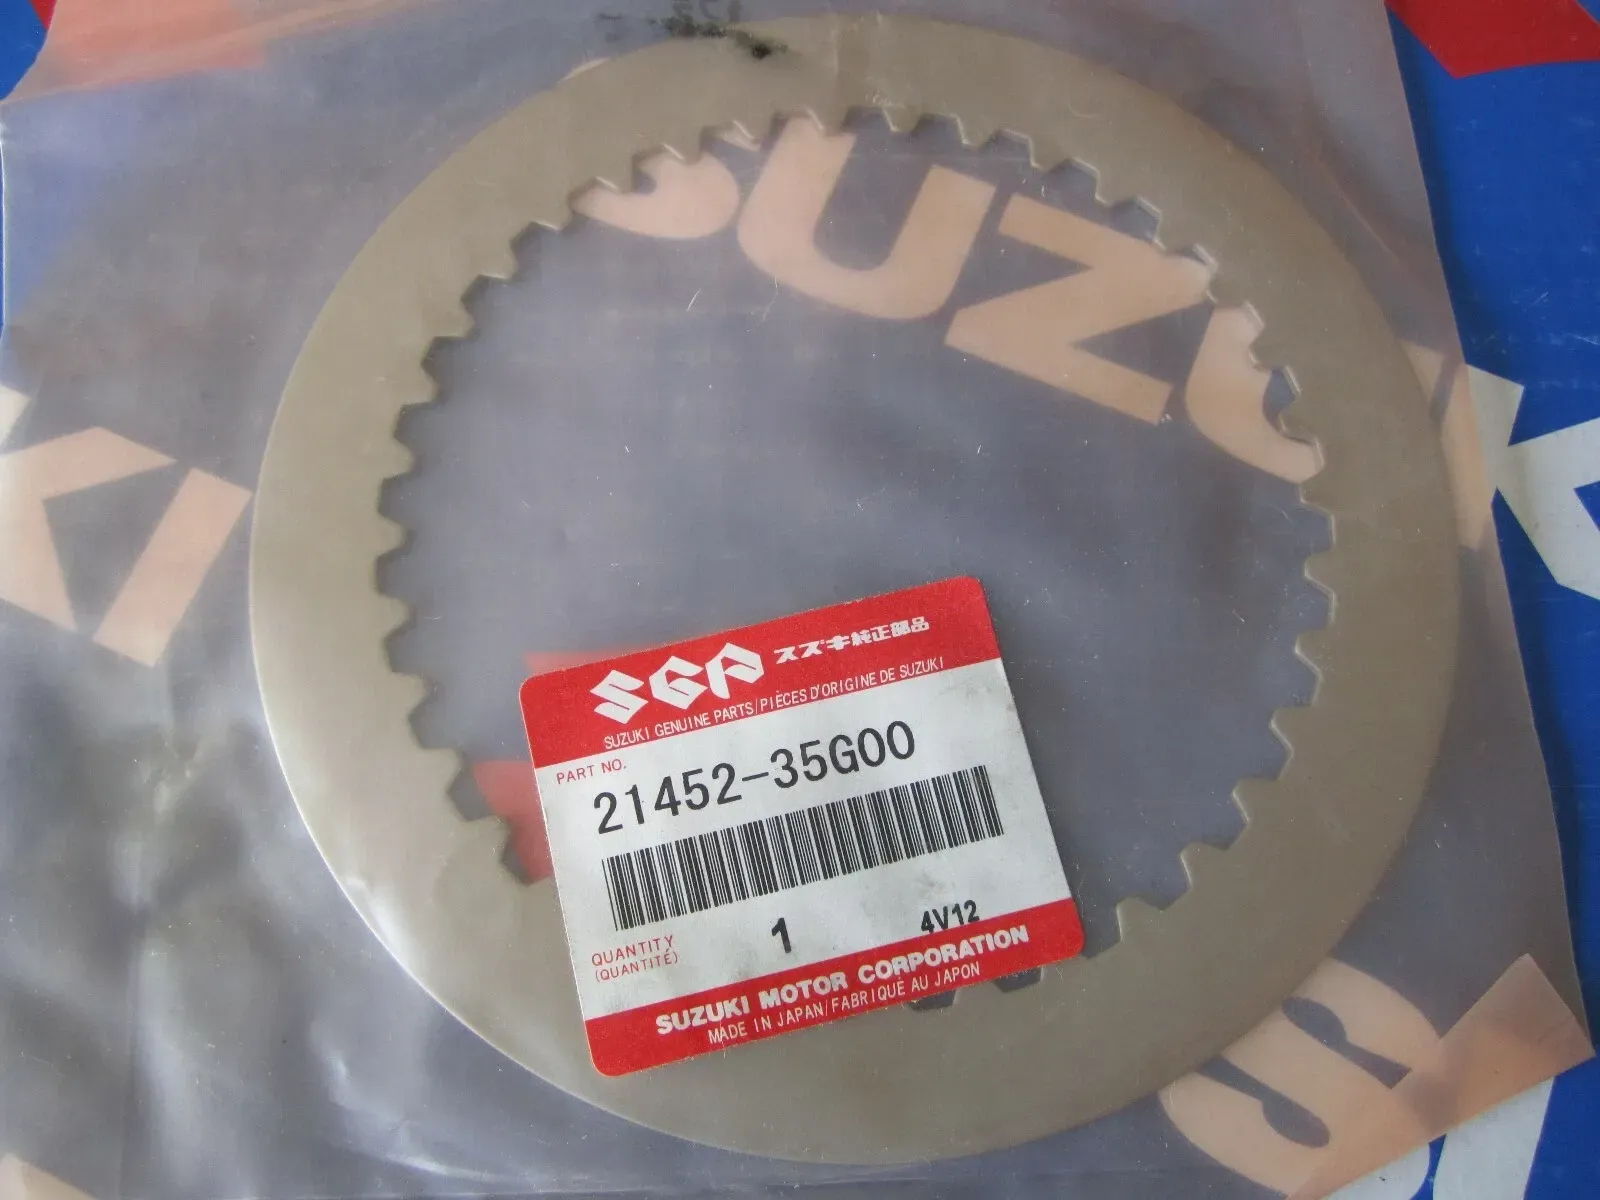 SUZU
SGP スズキ純正部品
SUZUKI GENUINE PARTS/PIÈCES D'ORIGINE DE SUZUKI
PART NO.
21452-35G00
QUANTITY 1 4V12
(QUANTITÉ)
SUZUKI MOTOR CORPORATION
MADE IN JAPAN/FABRIQUÉ AU JAPON